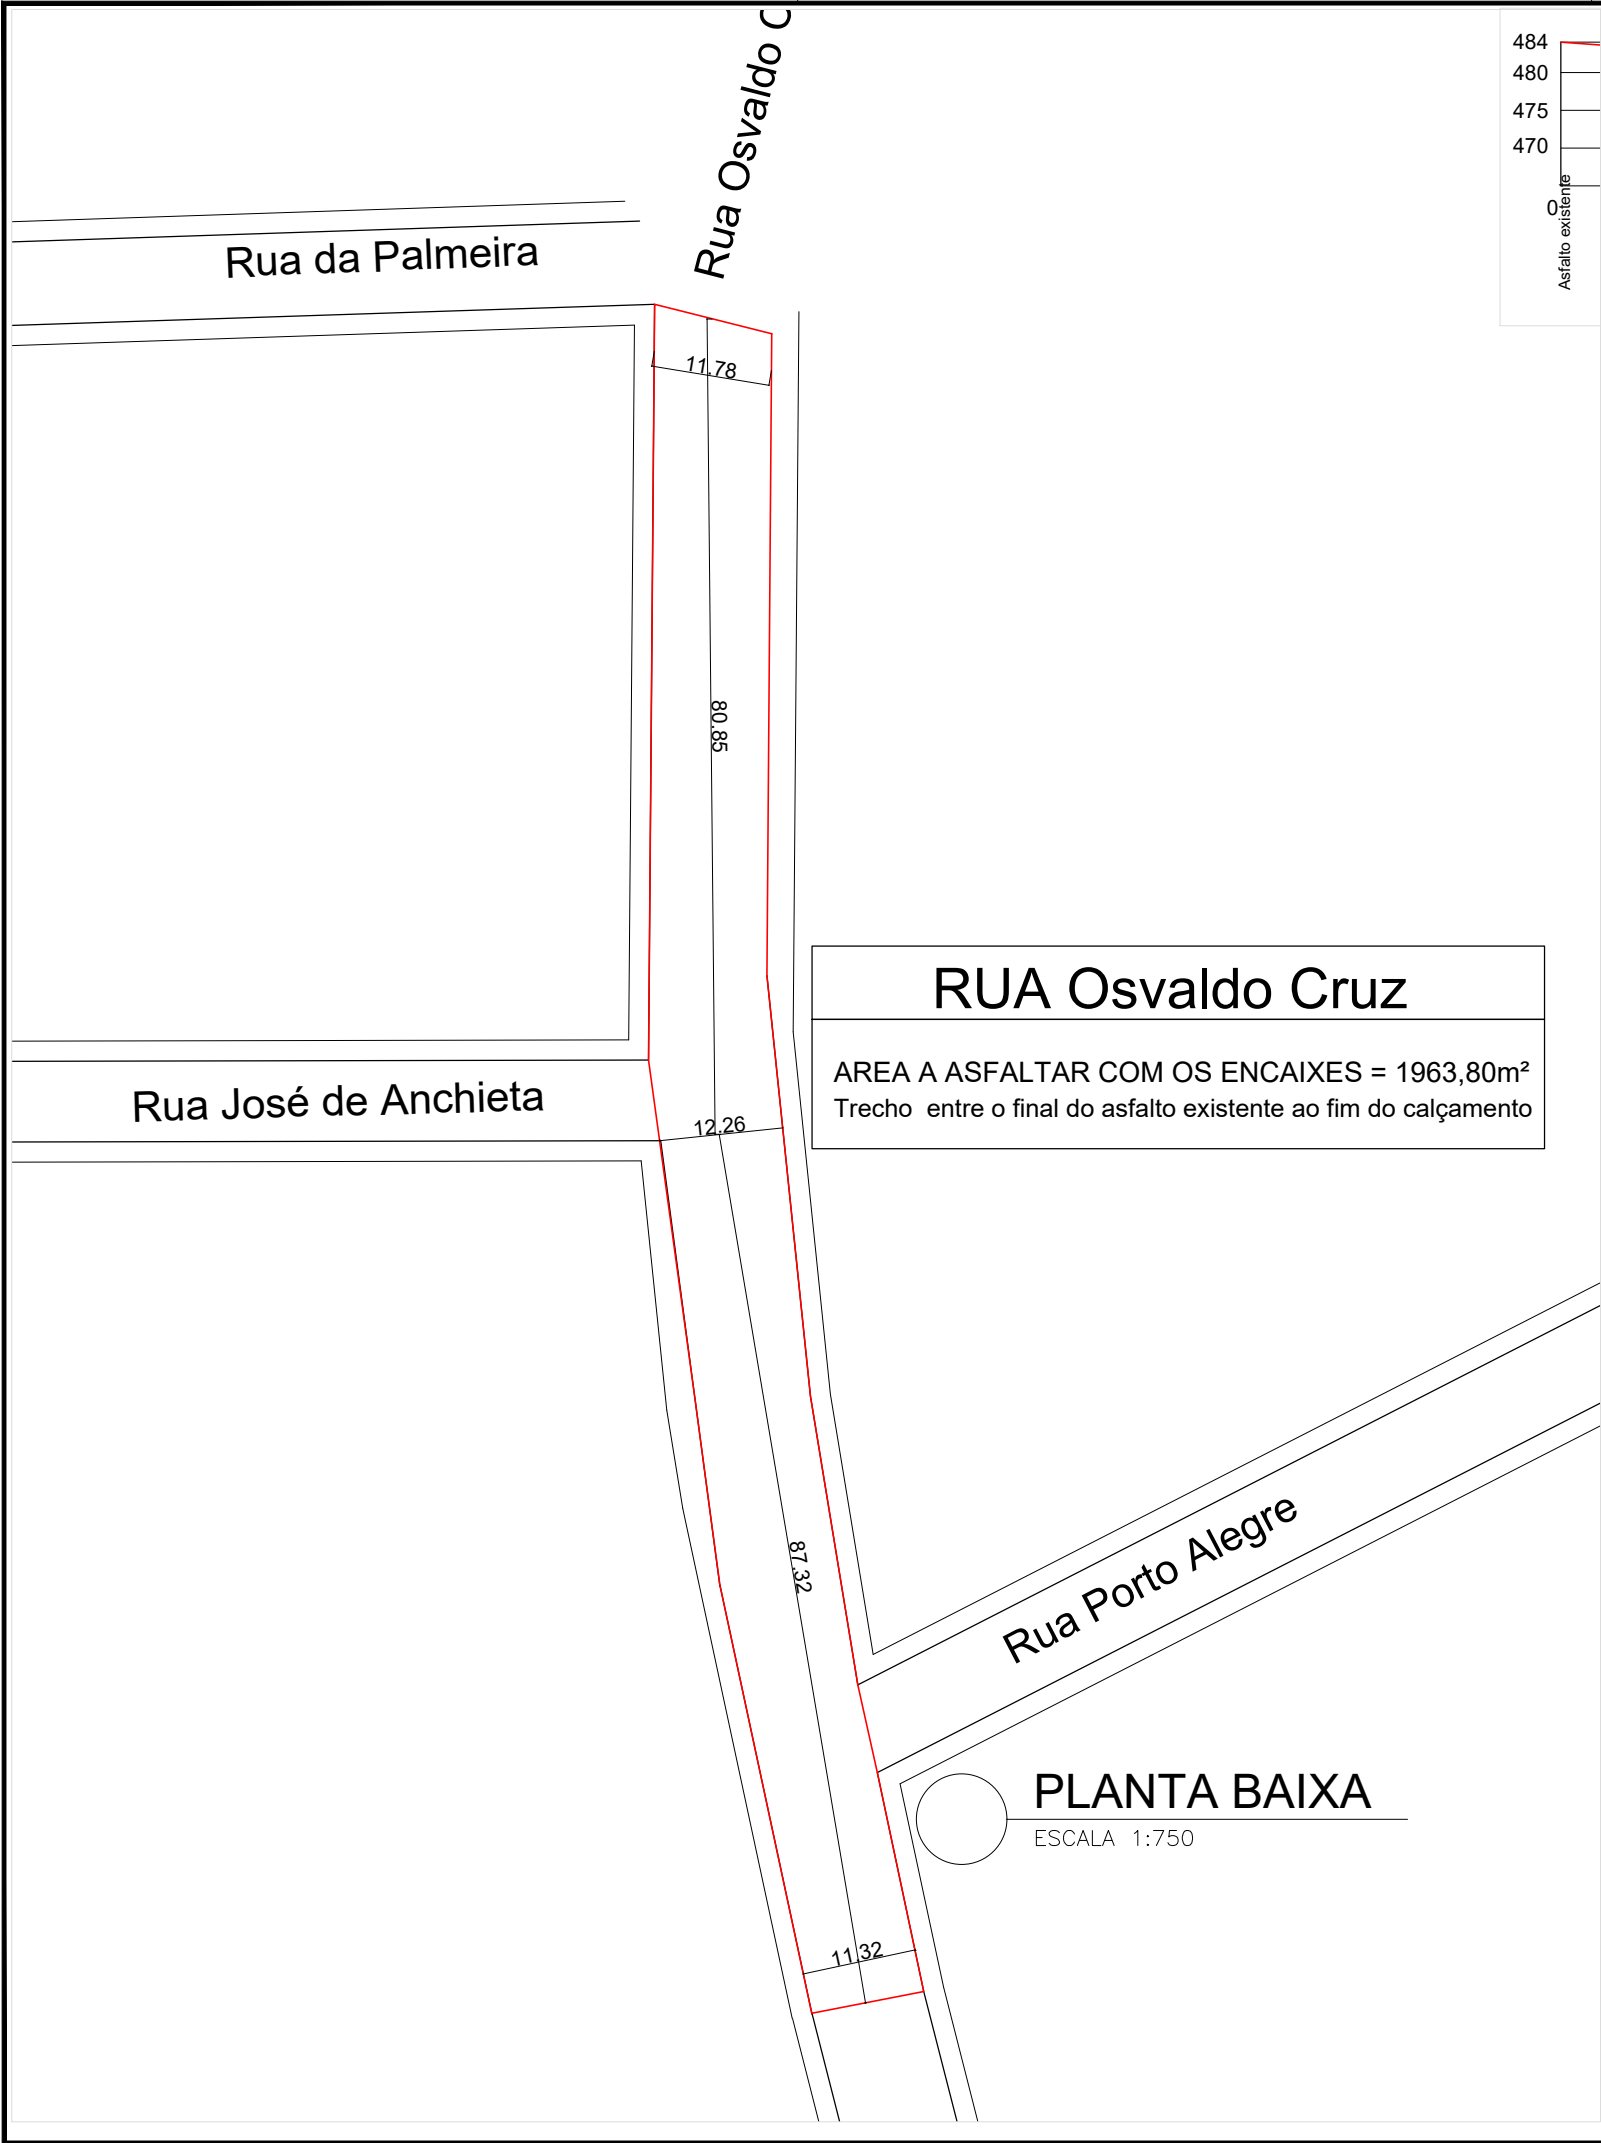 Rua Osvaldo C
484
480
475
470
0
Asfalto existente
Rua da Palmeira
11.78
80.85
RUA Osvaldo Cruz
AREA A ASFALTAR COM OS ENCAIXES = 1963,80m²
Trecho entre o final do asfalto existente ao fim do calçamento
Rua José de Anchieta
12.26
87.32
Rua Porto Alegre
PLANTA BAIXA
ESCALA 1:750
11.32